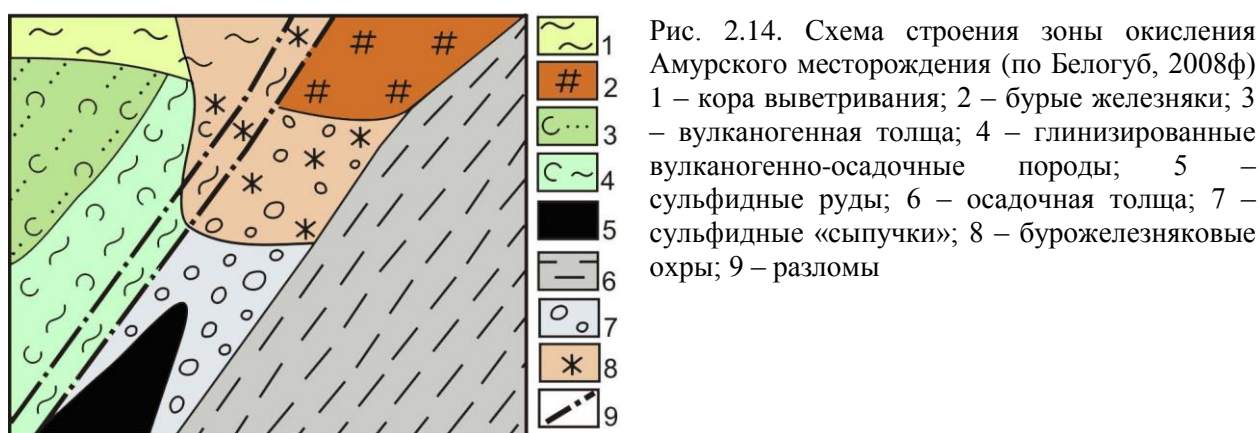 1
2
3
4
5
6
7
8
9
Рис. 2.14. Схема строения зоны окисления
Амурского месторождения (по Белогуб, 2008ф)
1 – кора выветривания; 2 – бурые железняки; 3
– вулканогенная толща; 4 – глинизированные
вулканогенно-осадочные породы; 5 –
сульфидные руды; 6 – осадочная толща; 7 –
сульфидные «сыпучки»; 8 – бурожелезняковые
охры; 9 – разломы